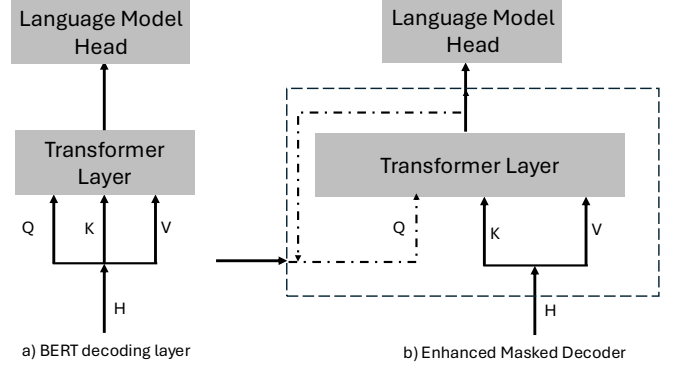 Language Model
Head
Transformer
Layer
Q
K
V
H
a) BERT decoding layer
Language Model
Head
Transformer Layer
Q
K
V
H
b) Enhanced Masked Decoder